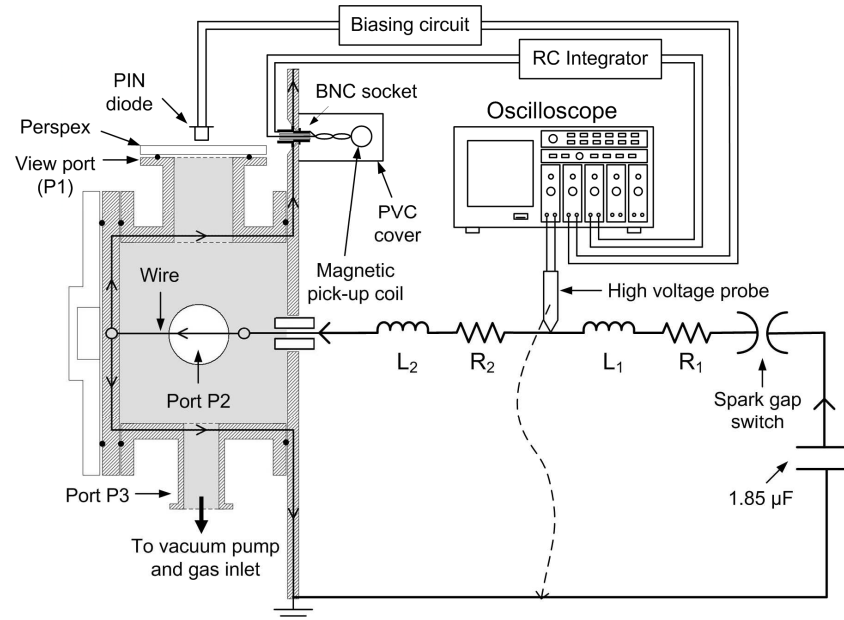 Biasing circuit
RC Integrator
PIN
diode
BNC socket
Oscilloscope
Perspex
View port
(P1)
PVC
cover
Wire
Magnetic
pick-up coil
High voltage probe
L2
R2
L1
R1
Port P2
Spark gap
switch
Port P3
1.85 µF
To vacuum pump
and gas inlet